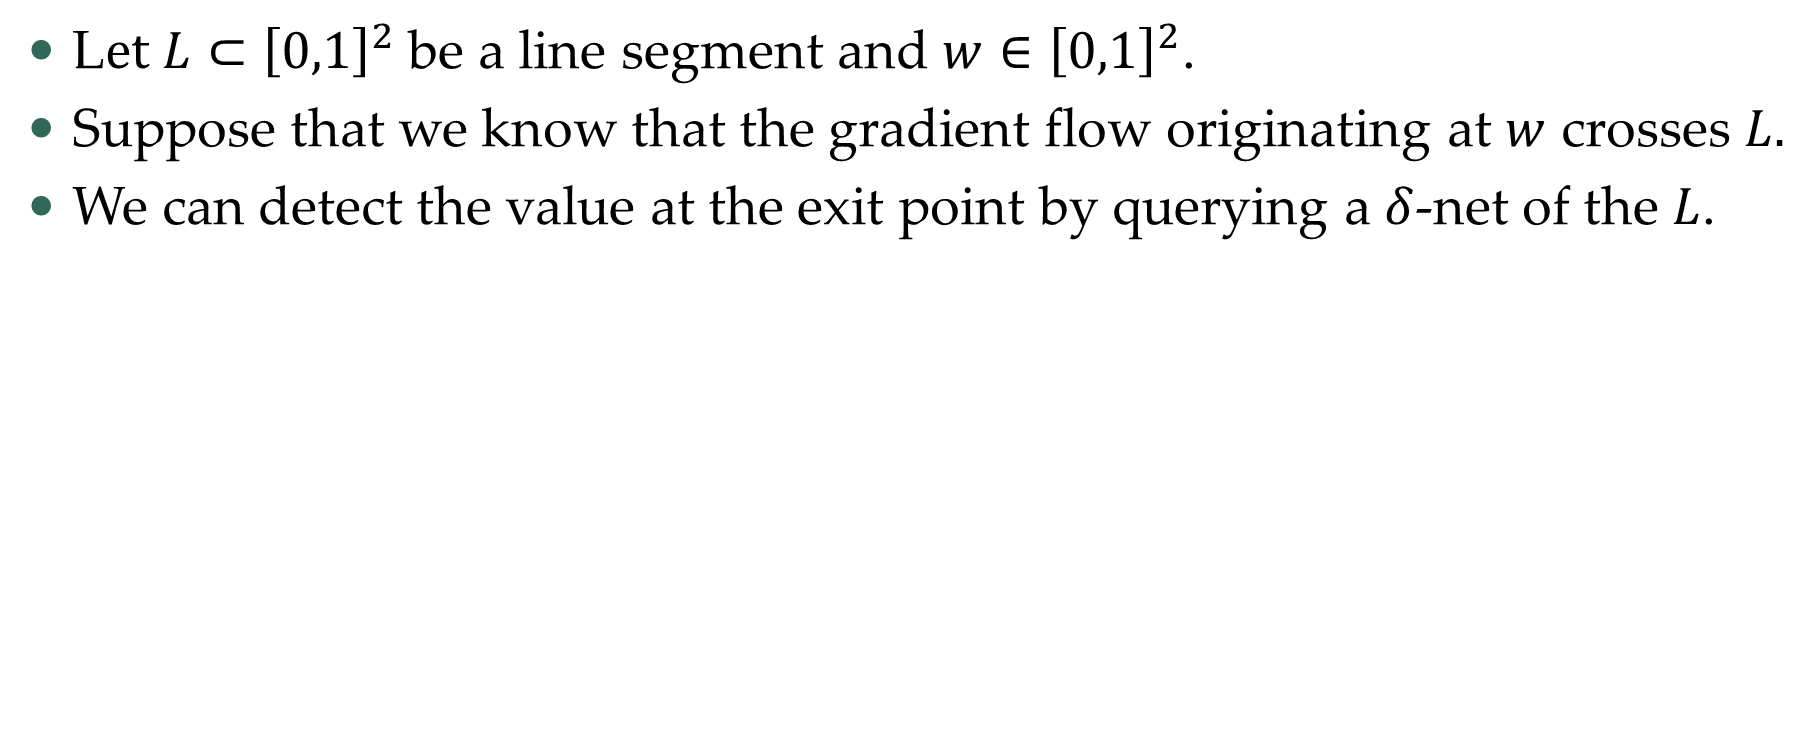 • Let L ⊂ [0,1]² be a line segment and w ∈ [0,1]².
• Suppose that we know that the gradient flow originating at w crosses L.
• We can detect the value at the exit point by querying a δ-net of the L.